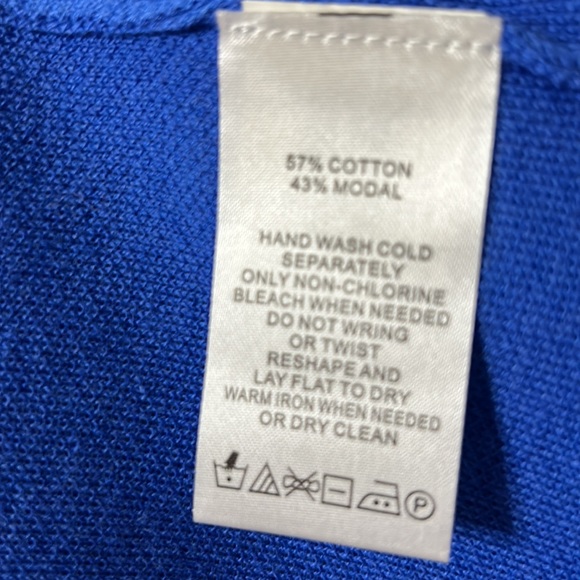 57% COTTON
43% MODAL
HAND WASH COLD
SEPARATELY
ONLY NON-CHLORINE
BLEACH WHEN NEEDED
DO NOT WRING
OR TWIST
RESHAPE AND
LAY FLAT TO DRY
WARM IRON WHEN NEEDED
OR DRY CLEAN
P